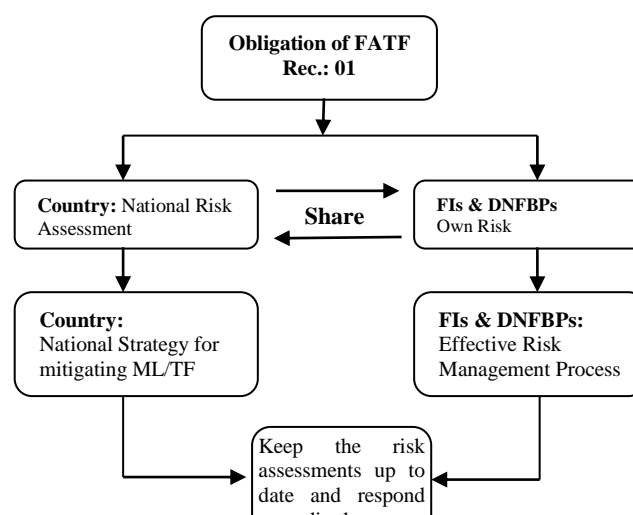 Obligation of FATF
Rec.: 01
Country: National Risk
Assessment
Share
FIs & DNFBPs
Own Risk
Country:
National Strategy for
mitigating ML/TF
FIs & DNFBPs:
Effective Risk
Management Process
Keep the risk
assessments up to
date and respond